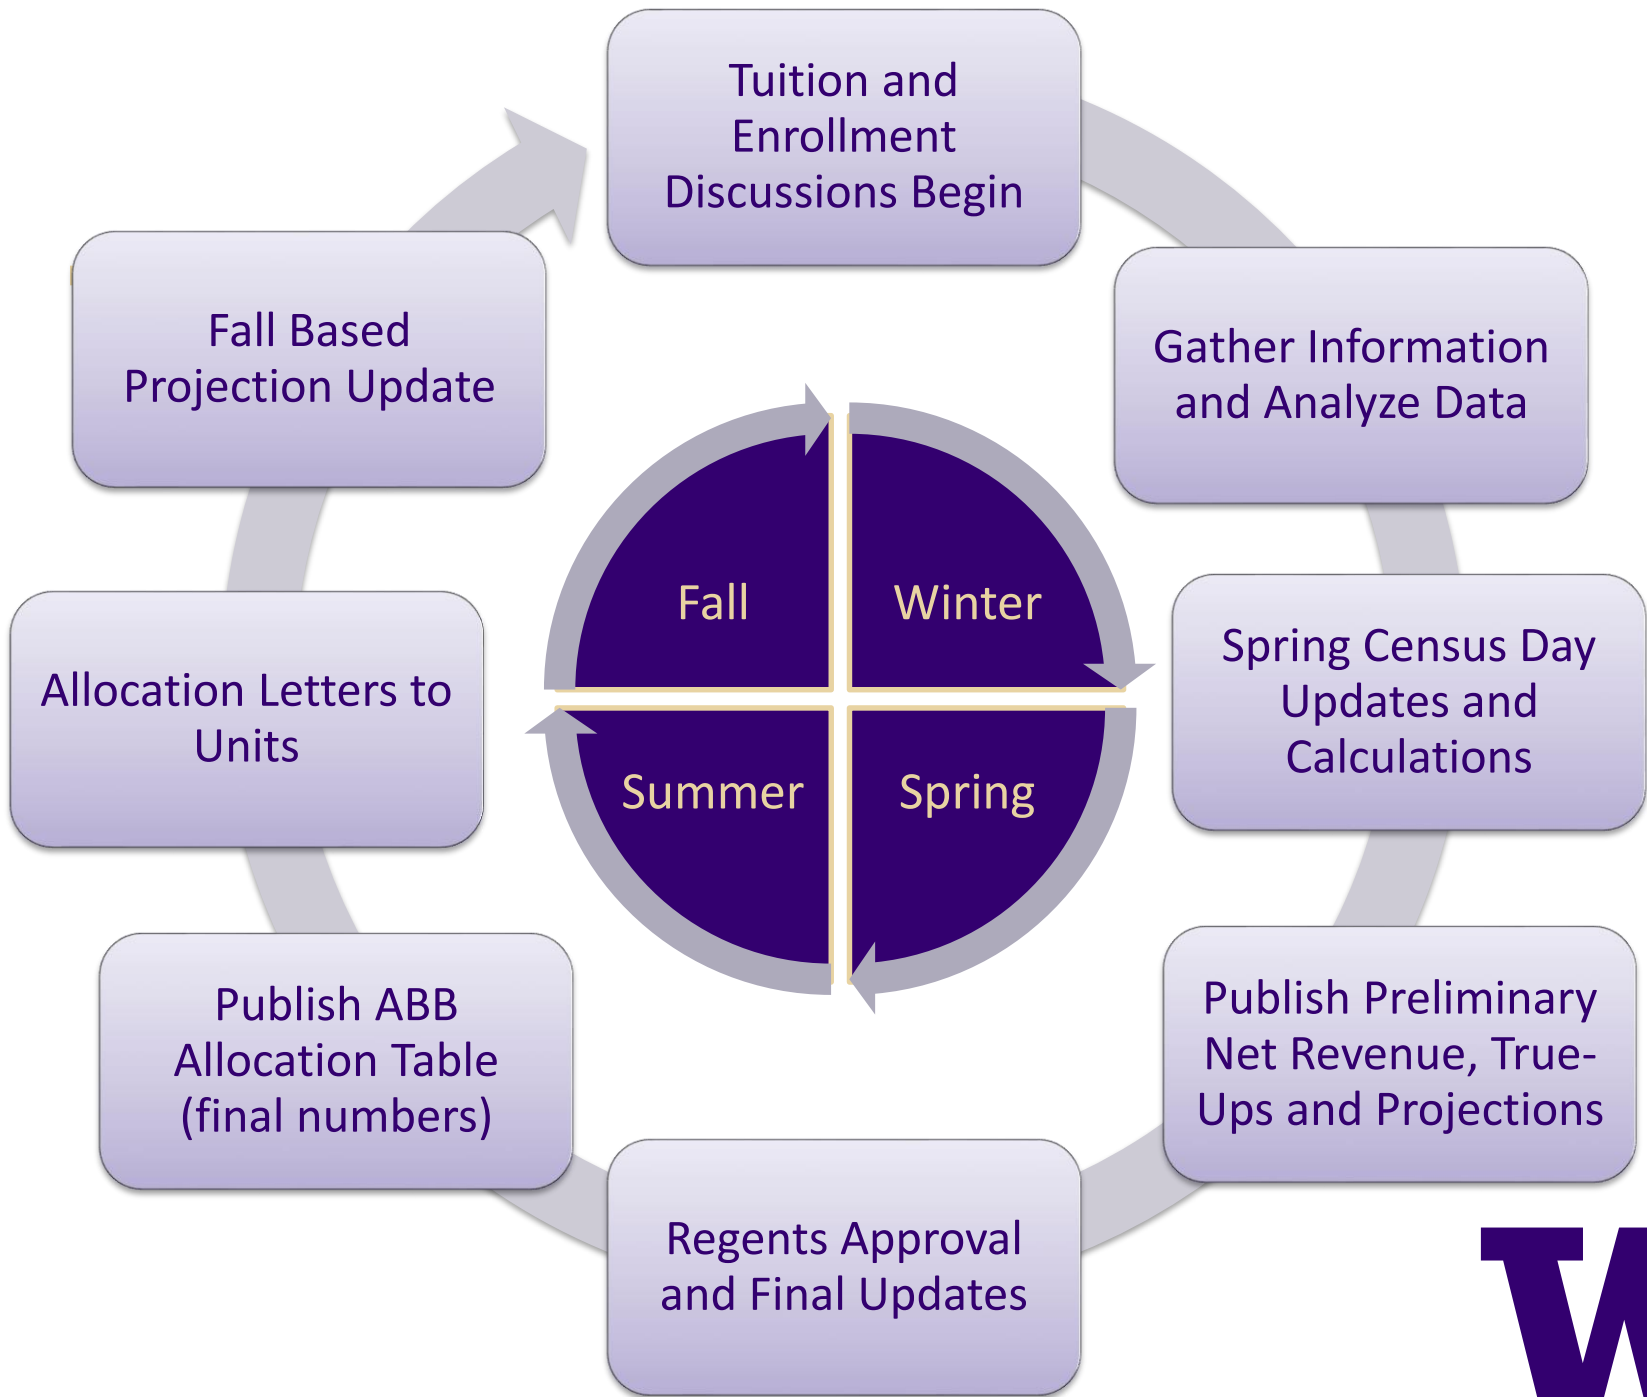 Tuition and
Enrollment
Discussions Begin
Gather Information
and Analyze Data
Spring Census Day
Updates and
Calculations
Publish Preliminary
Net Revenue, True-
Ups and Projections
Regents Approval
and Final Updates
Publish ABB
Allocation Table
(final numbers)
Allocation Letters to
Units
Fall Based
Projection Update
Fall
Winter
Summer
Spring
W